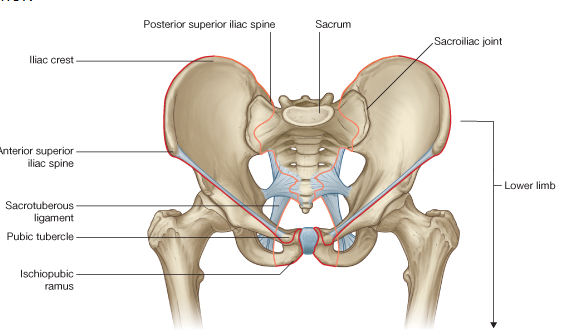 Posterior superior iliac spine
Sacrum
Sacroiliac joint
Iliac crest
Anterior superior
iliac spine
Lower limb
Sacrotuberous
ligament
Pubic tubercle
Ischiopubic
ramus